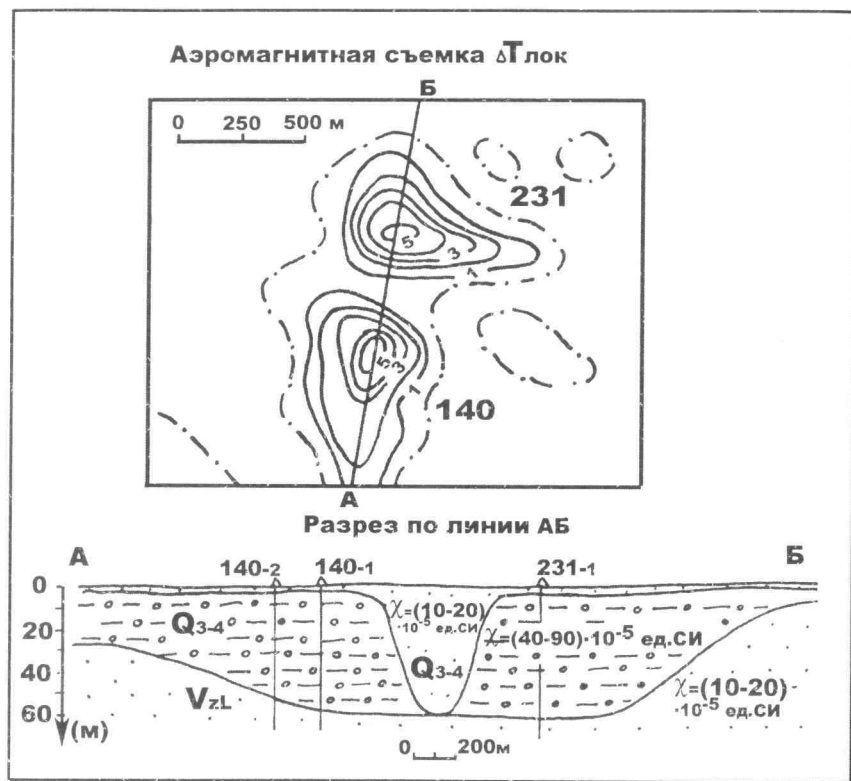 Аэромагнитная съемка ΔTлок
Б
0 250 500 м
231
5
3
1
5
3
1
140
А
Разрез по линии АБ
А
Б
140-2 140-1 231-1
0
20
40
60
(м)
Q3-4
χ=(10-20)
·10⁻⁵ ед.СИ
Q3-4
χ=(40-90)·10⁻⁵ ед.СИ
χ=(10-20)
·10⁻⁵ ед.СИ
VzL
0 200м